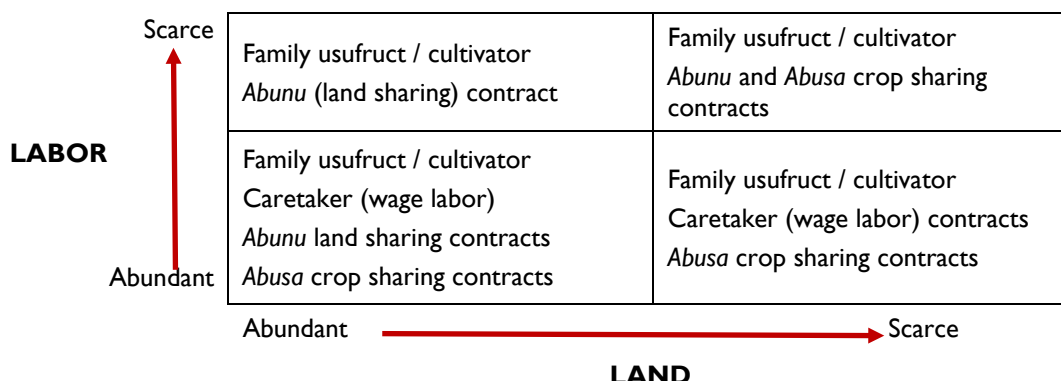 Scarce
Family usufruct / cultivator
Abunu (land sharing) contract
Family usufruct / cultivator
Abunu and Abusa crop sharing
contracts
LABOR
Family usufruct / cultivator
Caretaker (wage labor)
Abunu land sharing contracts
Abusa crop sharing contracts
Family usufruct / cultivator
Caretaker (wage labor) contracts
Abusa crop sharing contracts
Abundant
Abundant
Scarce
LAND